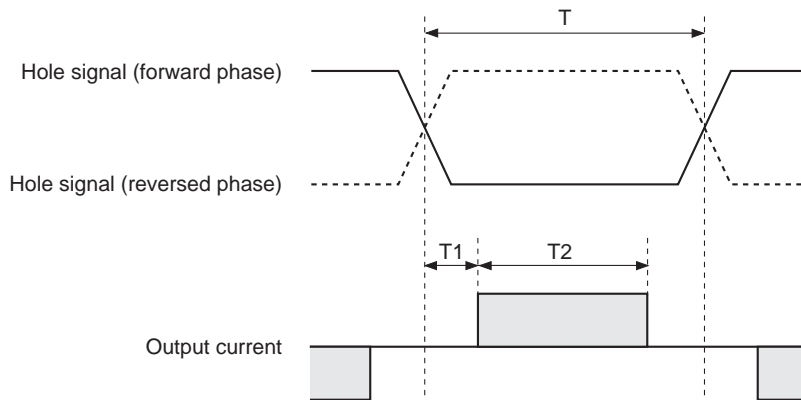 T
Hole signal (forward phase)
Hole signal (reversed phase)
T1
T2
Output current